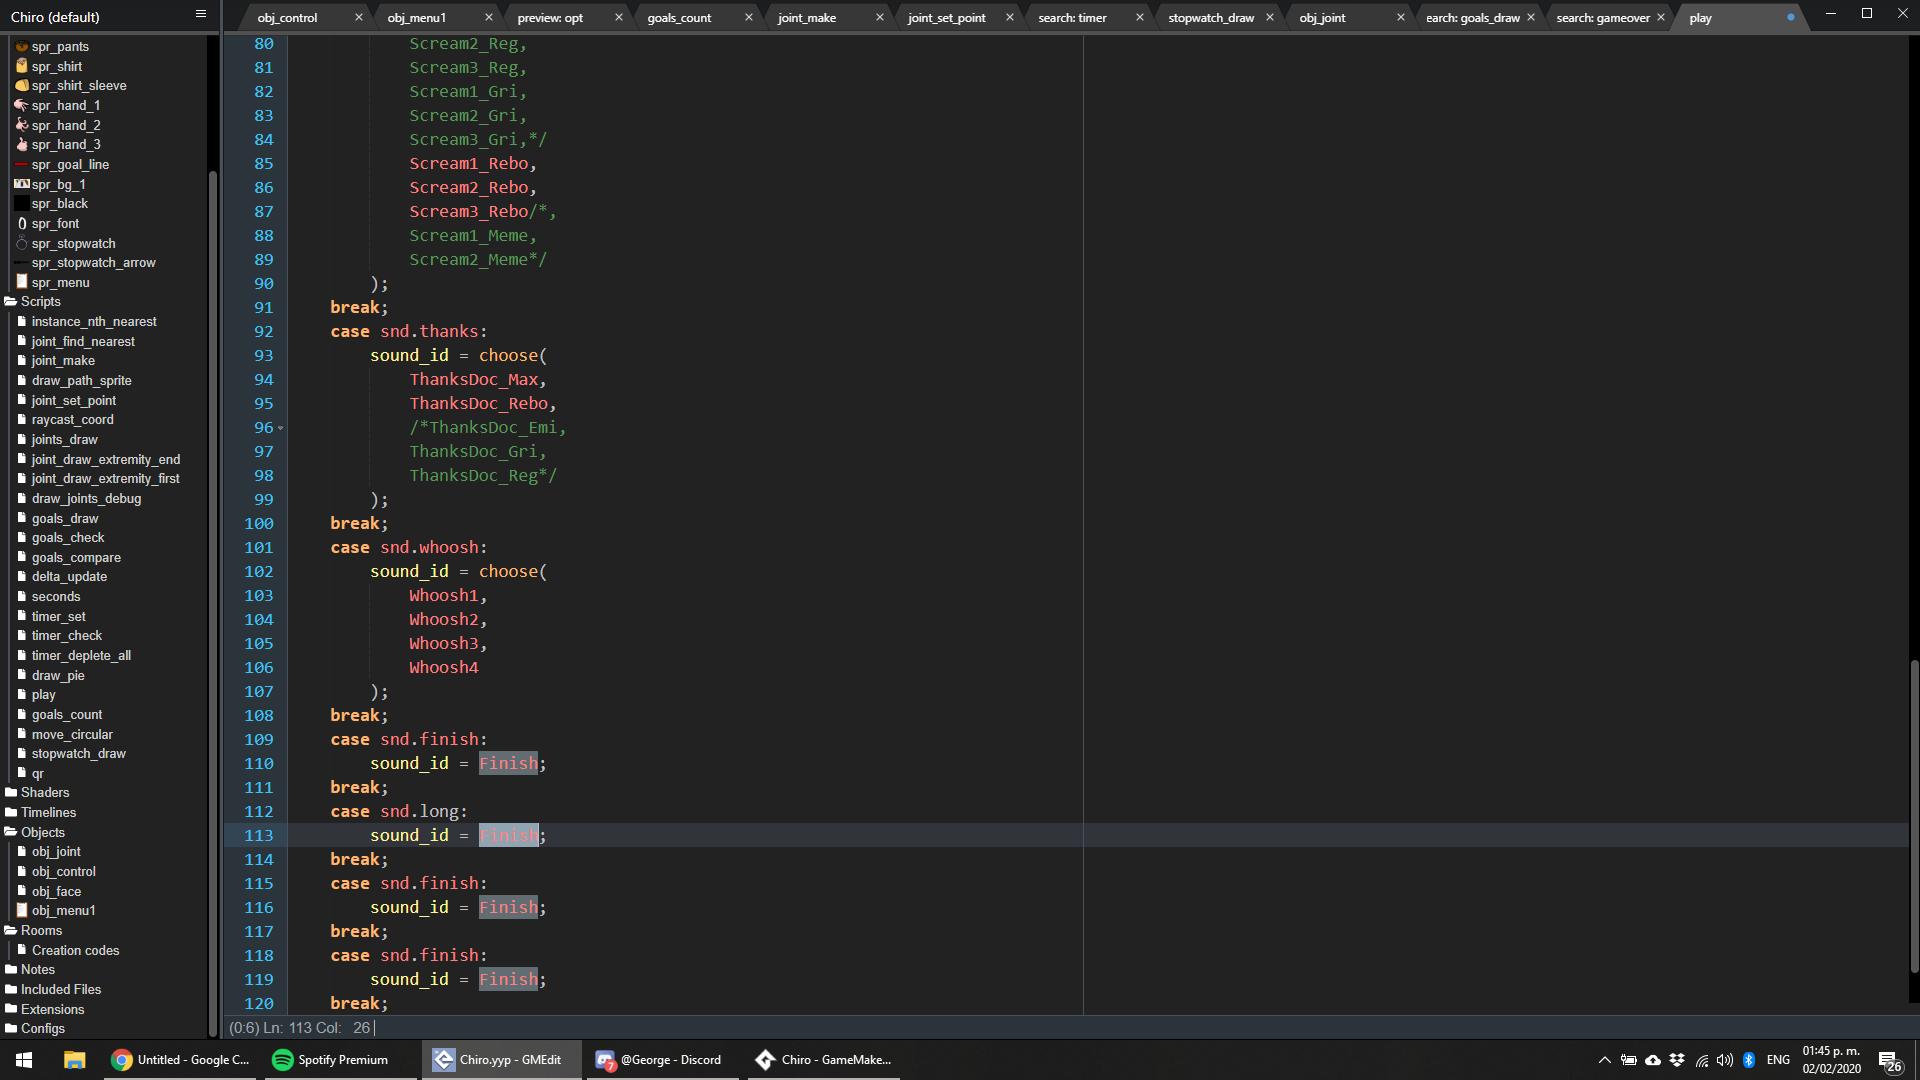 Chiro (default)
obj_control
obj_menu1
preview: opt
goals_count
joint_make
joint_set_point
search: timer
stopwatch_draw
obj_joint
earch: goals_draw
search: gameover
play
spr_pants
spr_shirt
spr_shirt_sleeve
spr_hand_1
spr_hand_2
spr_hand_3
spr_goal_line
spr_bg_1
spr_black
spr_font
spr_stopwatch
spr_stopwatch_arrow
spr_menu
Scripts
instance_nth_nearest
joint_find_nearest
joint_make
draw_path_sprite
joint_set_point
raycast_coord
joints_draw
joint_draw_extremity_end
joint_draw_extremity_first
draw_joints_debug
goals_draw
goals_check
goals_compare
delta_update
seconds
timer_set
timer_check
timer_deplete_all
draw_pie
play
goals_count
move_circular
stopwatch_draw
qr
Shaders
Timelines
Objects
obj_joint
obj_control
obj_face
obj_menu1
Rooms
Creation codes
Notes
Included Files
Extensions
Configs
80 Scream2_Reg,
81 Scream3_Reg,
82 Scream1_Gri,
83 Scream2_Gri,
84 Scream3_Gri,*/
85 Scream1_Rebo,
86 Scream2_Rebo,
87 Scream3_Rebo/*,
88 Scream1_Meme,
89 Scream2_Meme*/
90 );
91 break;
92 case snd.thanks:
93 sound_id = choose(
94 ThanksDoc_Max,
95 ThanksDoc_Rebo,
96 /*ThanksDoc_Emi,
97 ThanksDoc_Gri,
98 ThanksDoc_Reg*/
99 );
100 break;
101 case snd.whoosh:
102 sound_id = choose(
103 Whoosh1,
104 Whoosh2,
105 Whoosh3,
106 Whoosh4
107 );
108 break;
109 case snd.finish:
110 sound_id = Finish;
111 break;
112 case snd.long:
113 sound_id = Finish;
114 break;
115 case snd.finish:
116 sound_id = Finish;
117 break;
118 case snd.finish:
119 sound_id = Finish;
120 break;
(0:6) Ln: 113 Col: 26
Untitled - Google C...
Spotify Premium
Chiro.yyp - GMEdit
7
@George - Discord
Chiro - GameMake...
ENG
01:45 p. m.
02/02/2020
26